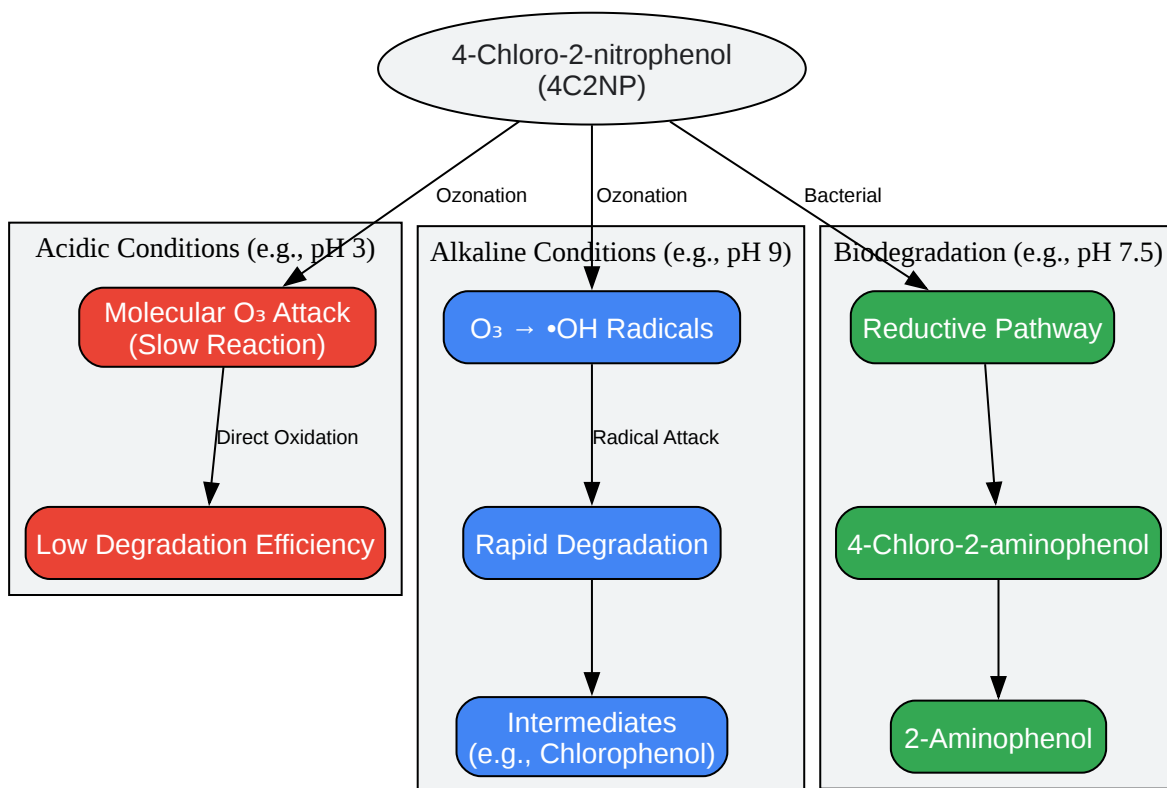 4-Chloro-2-nitrophenol
(4C2NP)
Ozonation
Ozonation
Bacterial
Acidic Conditions (e.g., pH 3)
Molecular O₃ Attack
(Slow Reaction)
Direct Oxidation
Low Degradation Efficiency
Alkaline Conditions (e.g., pH 9)
O₃ → •OH Radicals
Radical Attack
Rapid Degradation
Intermediates
(e.g., Chlorophenol)
Biodegradation (e.g., pH 7.5)
Reductive Pathway
4-Chloro-2-aminophenol
2-Aminophenol